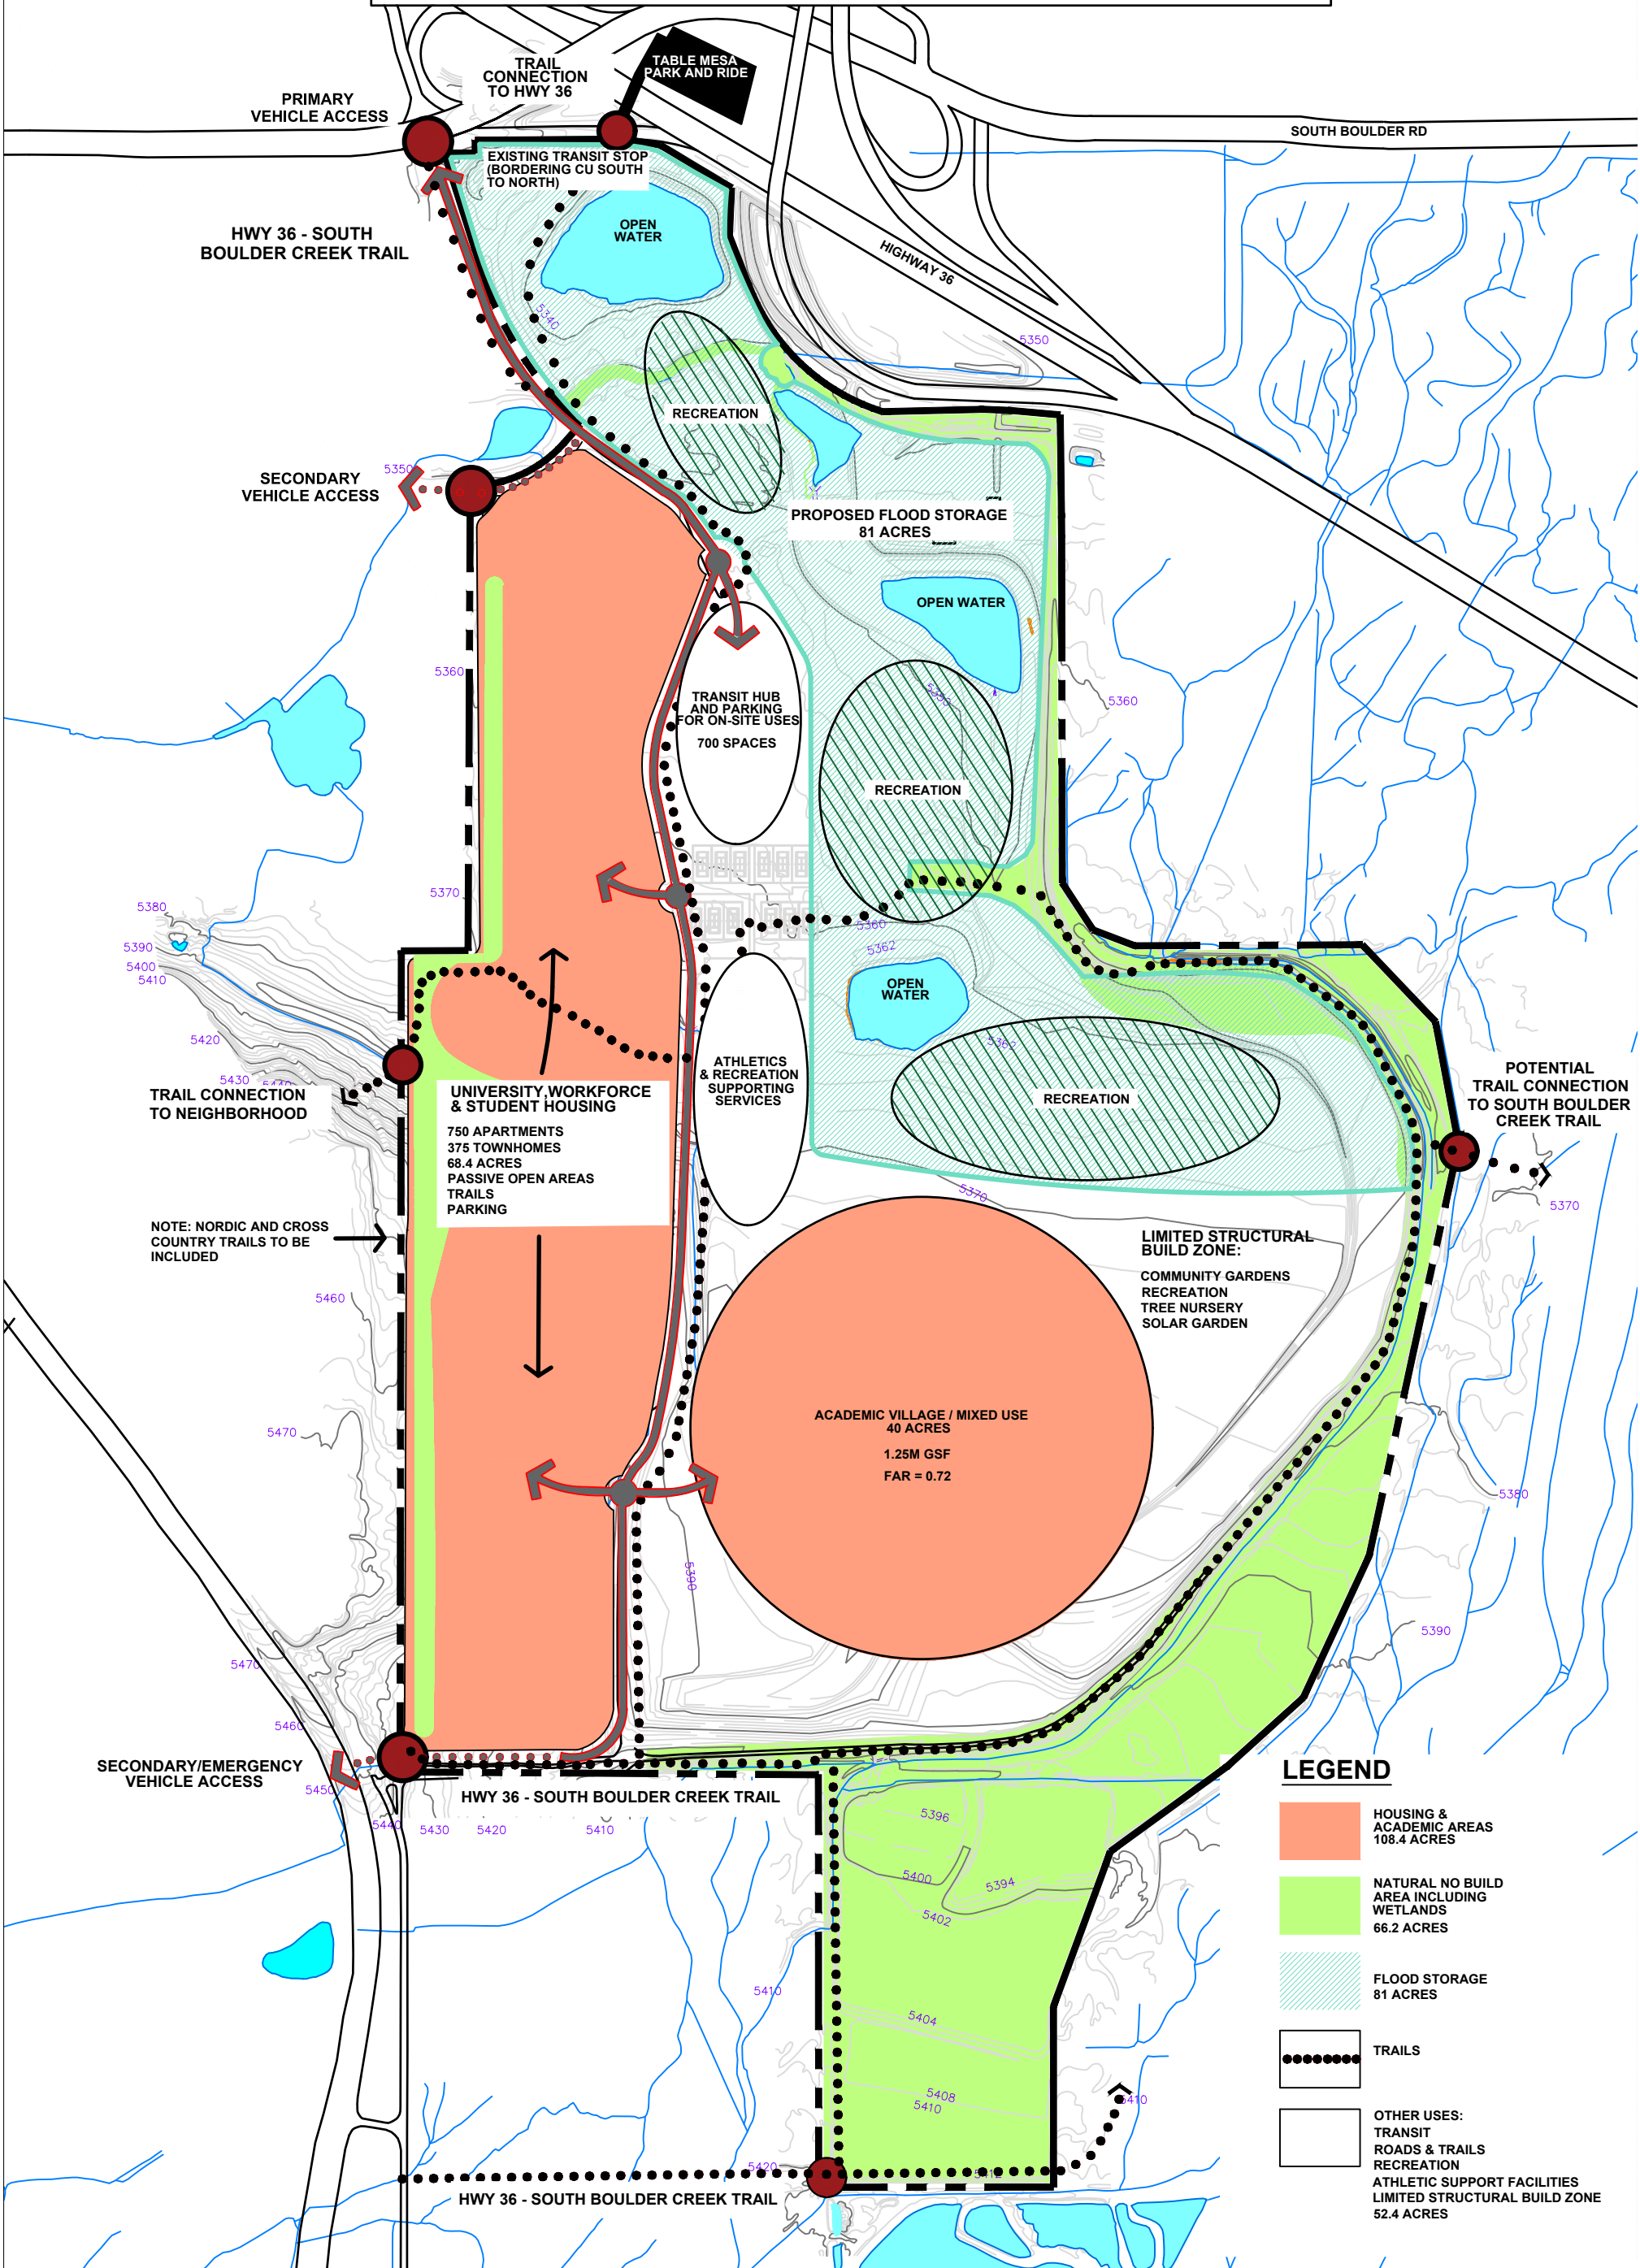 TRAIL
CONNECTION
TO HWY 36
TABLE MESA
PARK AND RIDE
PRIMARY
VEHICLE ACCESS
SOUTH BOULDER RD
EXISTING TRANSIT STOP
(BORDERING CU SOUTH
TO NORTH)
OPEN
WATER
HWY 36 - SOUTH
BOULDER CREEK TRAIL
HIGHWAY 36
5340
5350
RECREATION
5350
SECONDARY
VEHICLE ACCESS
PROPOSED FLOOD STORAGE
81 ACRES
OPEN WATER
5360
TRANSIT HUB
AND PARKING
FOR ON-SITE USES
700 SPACES
5350
5360
RECREATION
5370
5380
5390
5400
5410
5360
5362
OPEN
WATER
5420
5362
5430
5440
TRAIL CONNECTION
TO NEIGHBORHOOD
ATHLETICS
& RECREATION
SUPPORTING
SERVICES
RECREATION
POTENTIAL
TRAIL CONNECTION
TO SOUTH BOULDER
CREEK TRAIL
UNIVERSITY,WORKFORCE
& STUDENT HOUSING
750 APARTMENTS
375 TOWNHOMES
68.4 ACRES
PASSIVE OPEN AREAS
TRAILS
PARKING
5370
5370
NOTE: NORDIC AND CROSS
COUNTRY TRAILS TO BE
INCLUDED
LIMITED STRUCTURAL
BUILD ZONE:
COMMUNITY GARDENS
RECREATION
TREE NURSERY
SOLAR GARDEN
5460
5470
ACADEMIC VILLAGE / MIXED USE
40 ACRES
1.25M GSF
FAR = 0.72
5380
5390
5390
5470
5460
SECONDARY/EMERGENCY
VEHICLE ACCESS
5450
HWY 36 - SOUTH BOULDER CREEK TRAIL
5440
5430
5420
5410
5396
5400
5394
5402
5410
5404
5408
5410
5410
5420
5412
HWY 36 - SOUTH BOULDER CREEK TRAIL
LEGEND
HOUSING &
ACADEMIC AREAS
108.4 ACRES
NATURAL NO BUILD
AREA INCLUDING
WETLANDS
66.2 ACRES
FLOOD STORAGE
81 ACRES
TRAILS
OTHER USES:
TRANSIT
ROADS & TRAILS
RECREATION
ATHLETIC SUPPORT FACILITIES
LIMITED STRUCTURAL BUILD ZONE
52.4 ACRES